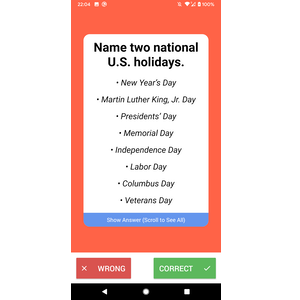 22:04
100%
Name two national
U.S. holidays.
• New Year's Day
• Martin Luther King, Jr. Day
• Presidents' Day
• Memorial Day
• Independence Day
• Labor Day
• Columbus Day
• Veterans Day
Show Answer (Scroll to See All)
WRONG
CORRECT